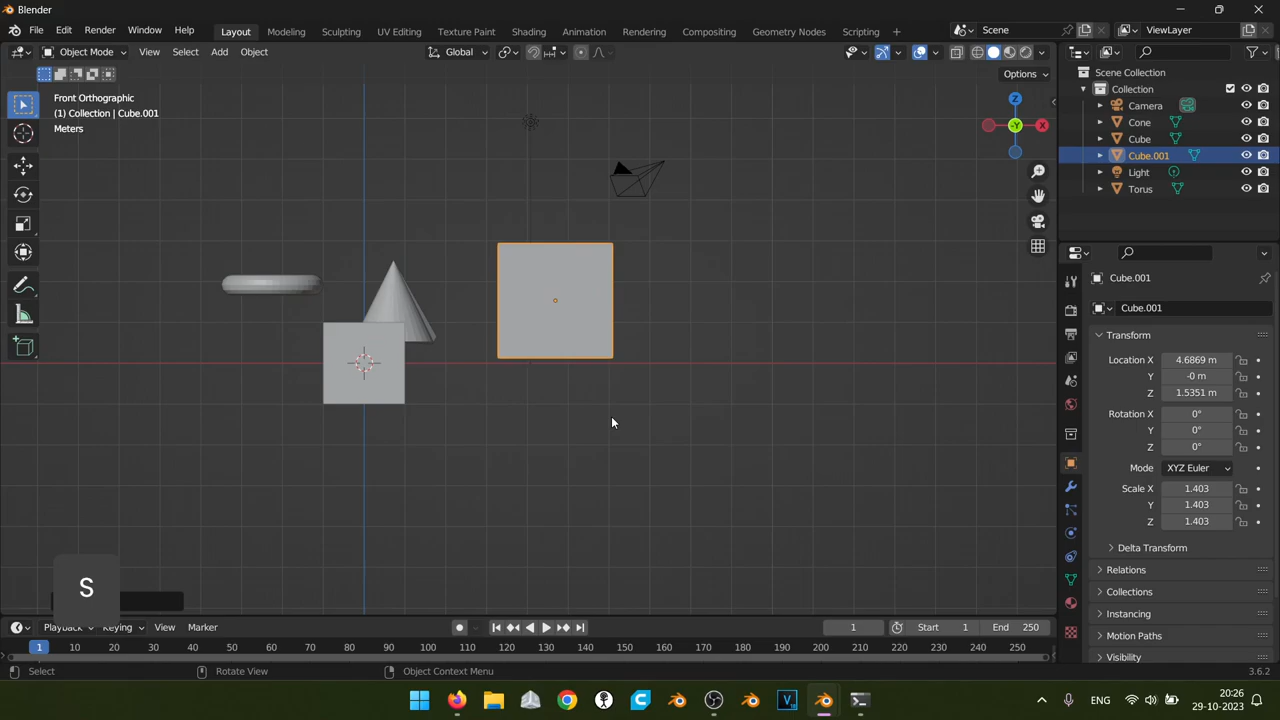 Blender
File Edit Render Window Help
Layout Modeling Sculpting UV Editing Texture Paint Shading Animation Rendering Compositing Geometry Nodes Scripting +
Scene
ViewLayer
Object Mode View Select Add Object
Global
Options
Front Orthographic
(1) Collection | Cube.001
Meters
Z
-Y
X
Scene Collection
Collection
Camera
Cone
Cube
Cube.001
Light
Torus
Cube.001
Cube.001
Transform
Location X 4.6869 m
Y -0 m
Z 1.5351 m
Rotation X 0°
Y 0°
Z 0°
Mode XYZ Euler
Scale X 1.403
Y 1.403
Z 1.403
Delta Transform
Relations
Collections
Instancing
Motion Paths
Visibility
S
Playback Keying View Marker
1 Start 1 End 250
1 10 20 30 40 50 60 70 80 90 100 110 120 130 140 150 160 170 180 190 200 210 220 230 240 250
Select Rotate View Object Context Menu
3.6.2
ENG
20:26
29-10-2023